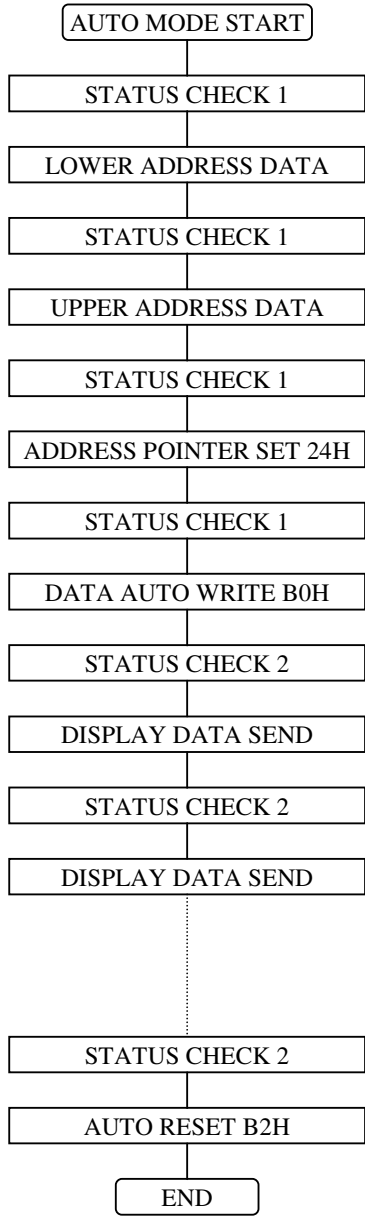 AUTO MODE START
STATUS CHECK 1
LOWER ADDRESS DATA
STATUS CHECK 1
UPPER ADDRESS DATA
STATUS CHECK 1
ADDRESS POINTER SET 24H
STATUS CHECK 1
DATA AUTO WRITE B0H
STATUS CHECK 2
DISPLAY DATA SEND
STATUS CHECK 2
DISPLAY DATA SEND
STATUS CHECK 2
AUTO RESET B2H
END